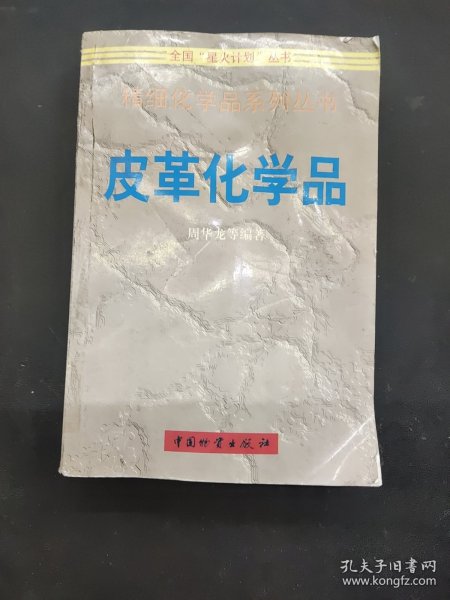 全国“星火计划”丛书
精细化学品系列丛书
皮革化学品
周华龙等编著
中国物资出版社
孔夫子旧书网
www.kongfz.com